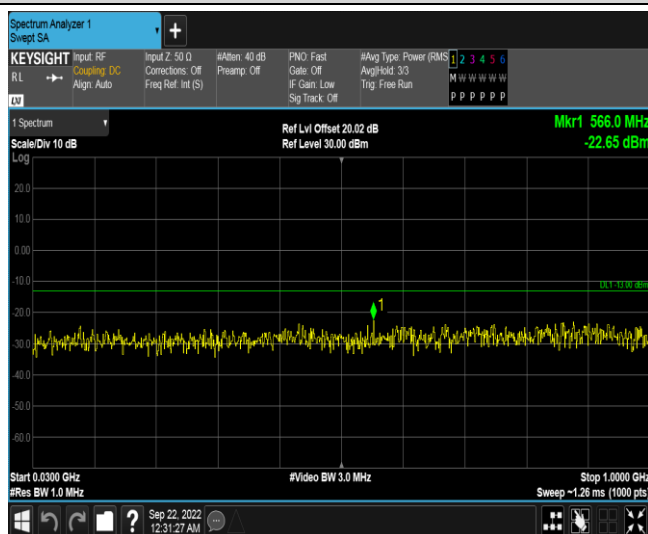 Spectrum Analyzer 1
Swept SA
+
KEYSIGHT
RL
LXI
Input: RF
Coupling: DC
Align: Auto
Input Z: 50 Ω
Corrections: Off
Freq Ref: Int (S)
#Atten: 40 dB
Preamp: Off
PNO: Fast
Gate: Off
IF Gain: Low
Sig Track: Off
#Avg Type: Power (RMS
Avg|Hold: 3/3
Trig: Free Run
1 2 3 4 5 6
M W W W W W
P P P P P P
1 Spectrum
Scale/Div 10 dB
Log
Ref Lvl Offset 20.02 dB
Ref Level 30.00 dBm
Mkr1 566.0 MHz
-22.65 dBm
20.0
10.0
0.00
-10.0
DL1 -13.00 dBm
1
-20.0
-30.0
-40.0
-50.0
-60.0
Start 0.0300 GHz
#Res BW 1.0 MHz
#Video BW 3.0 MHz
Stop 1.0000 GHz
Sweep ~1.26 ms (1000 pts)
?
Sep 22, 2022
12:31:27 AM